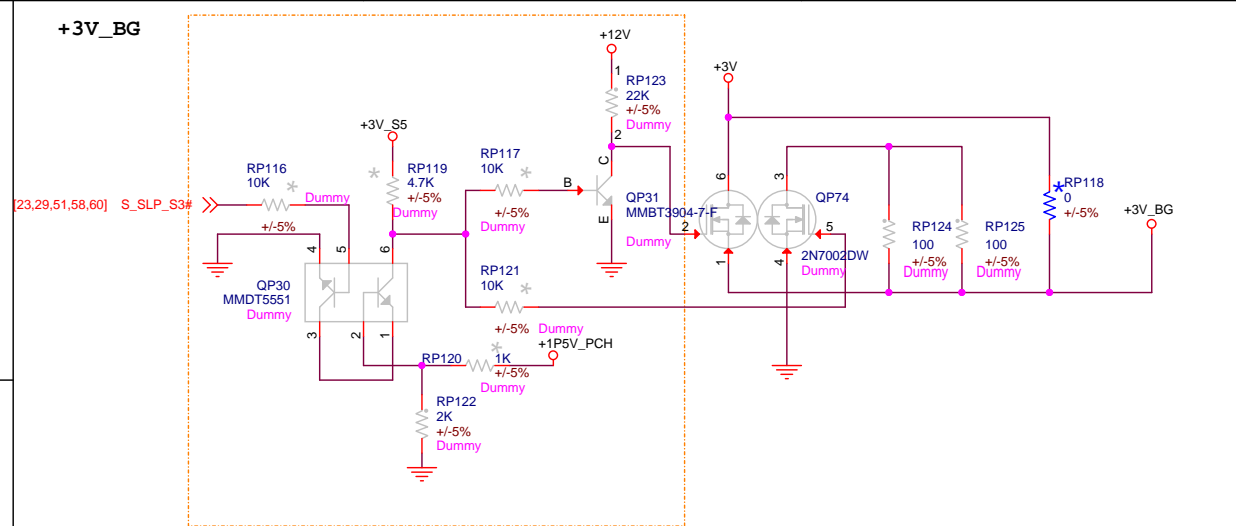 +3V_BG
+12V
1
RP123
22K
+/-5%
Dummy
2
+3V
+3V_S5
RP116
10K
Dummy
+/-5%
RP119
4.7K
+/-5%
Dummy
RP117
10K
+/-5%
Dummy
B
C
E
QP31
MMBT3904-7-F
Dummy
[23,29,51,58,60] S_SLP_S3#
4
5
6
QP30
MMDT5551
Dummy
3
2
1
RP121
10K
+/-5%
Dummy
+1P5V_PCH
RP120
1K
+/-5%
Dummy
RP122
2K
+/-5%
Dummy
6
2
1
3
5
4
QP74
2N7002DW
Dummy
RP124
100
+/-5%
Dummy
RP125
100
+/-5%
Dummy
RP118
0
+/-5%
+3V_BG